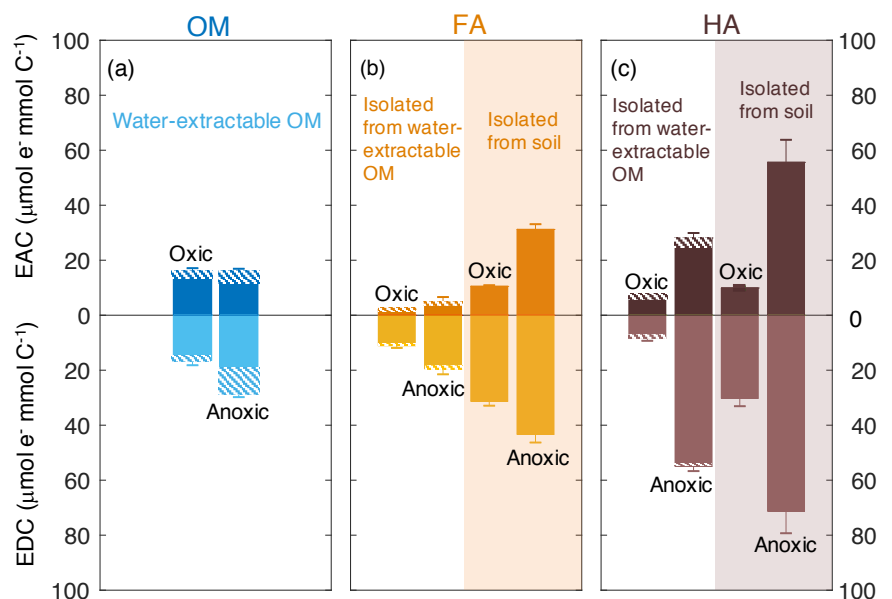 OM
FA
HA
100
80
60
40
20
0
20
40
60
80
100
EAC (μmol e⁻ mmol C⁻¹)
EDC (μmol e⁻ mmol C⁻¹)
(a)
Water-extractable OM
Oxic
Anoxic
(b)
Isolated
from water-
extractable
OM
Isolated
from soil
Oxic
Anoxic
Oxic
Anoxic
(c)
Isolated
from water-
extractable
OM
Isolated
from soil
Oxic
Anoxic
Oxic
Anoxic
100
80
60
40
20
0
20
40
60
80
100